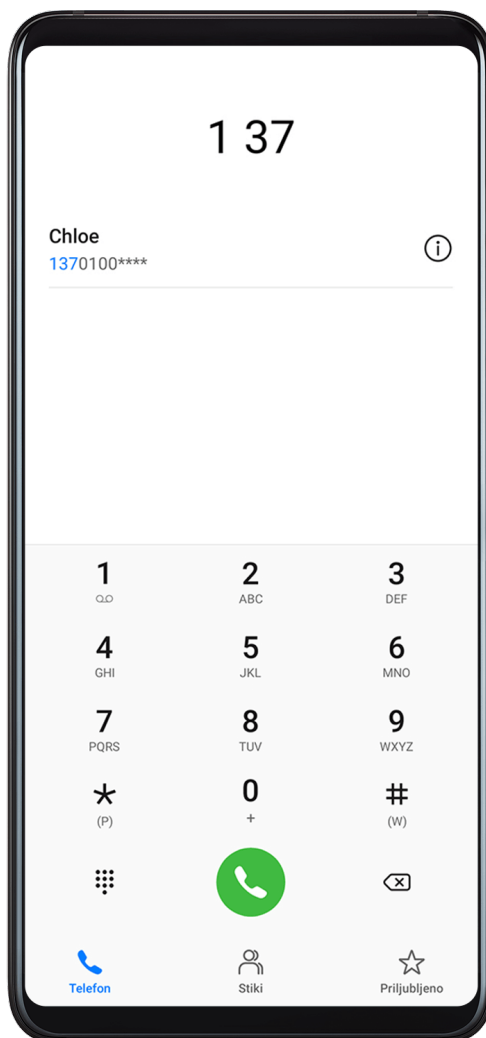 1 37
Chloe
1370100****
1 2 3
ABC DEF
4 5 6
GHI JKL MNO
7 8 9
PQRS TUV WXYZ
* 0 #
(P) + (W)
Telefon Stiki Priljubljeno